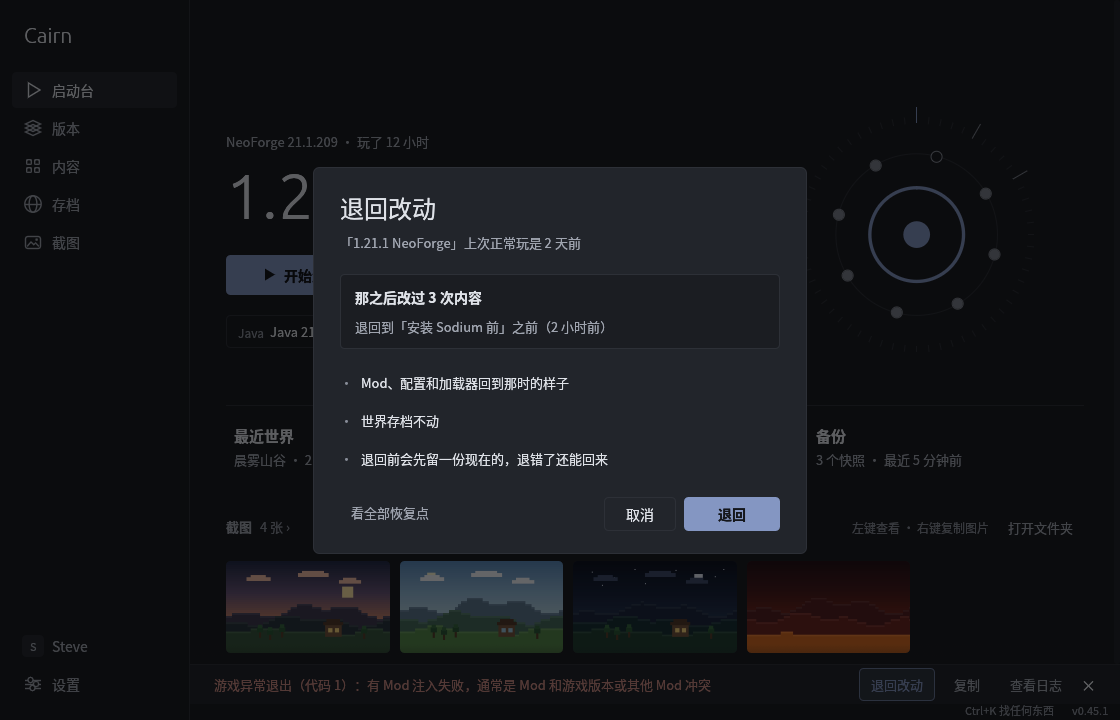 Cairn
启动台
版本
内容
存档
截图
NeoForge 21.1.209 · 玩了 12 小时
1.2
开始
Java Java 21
退回改动
「1.21.1 NeoForge」上次正常玩是 2 天前
那之后改过 3 次内容
退回到「安装 Sodium 前」之前（2 小时前）
· Mod、配置和加载器回到那时的样子
· 世界存档不动
· 退回前会先留一份现在的，退错了还能回来
看全部恢复点
取消
退回
最近世界
晨雾山谷 · 2
备份
3 个快照 · 最近 5 分钟前
截图 4 张 ›
左键查看 · 右键复制图片
打开文件夹
S Steve
设置
游戏异常退出（代码 1）：有 Mod 注入失败，通常是 Mod 和游戏版本或其他 Mod 冲突
退回改动
复制
查看日志
Ctrl+K 找任何东西
v0.45.1